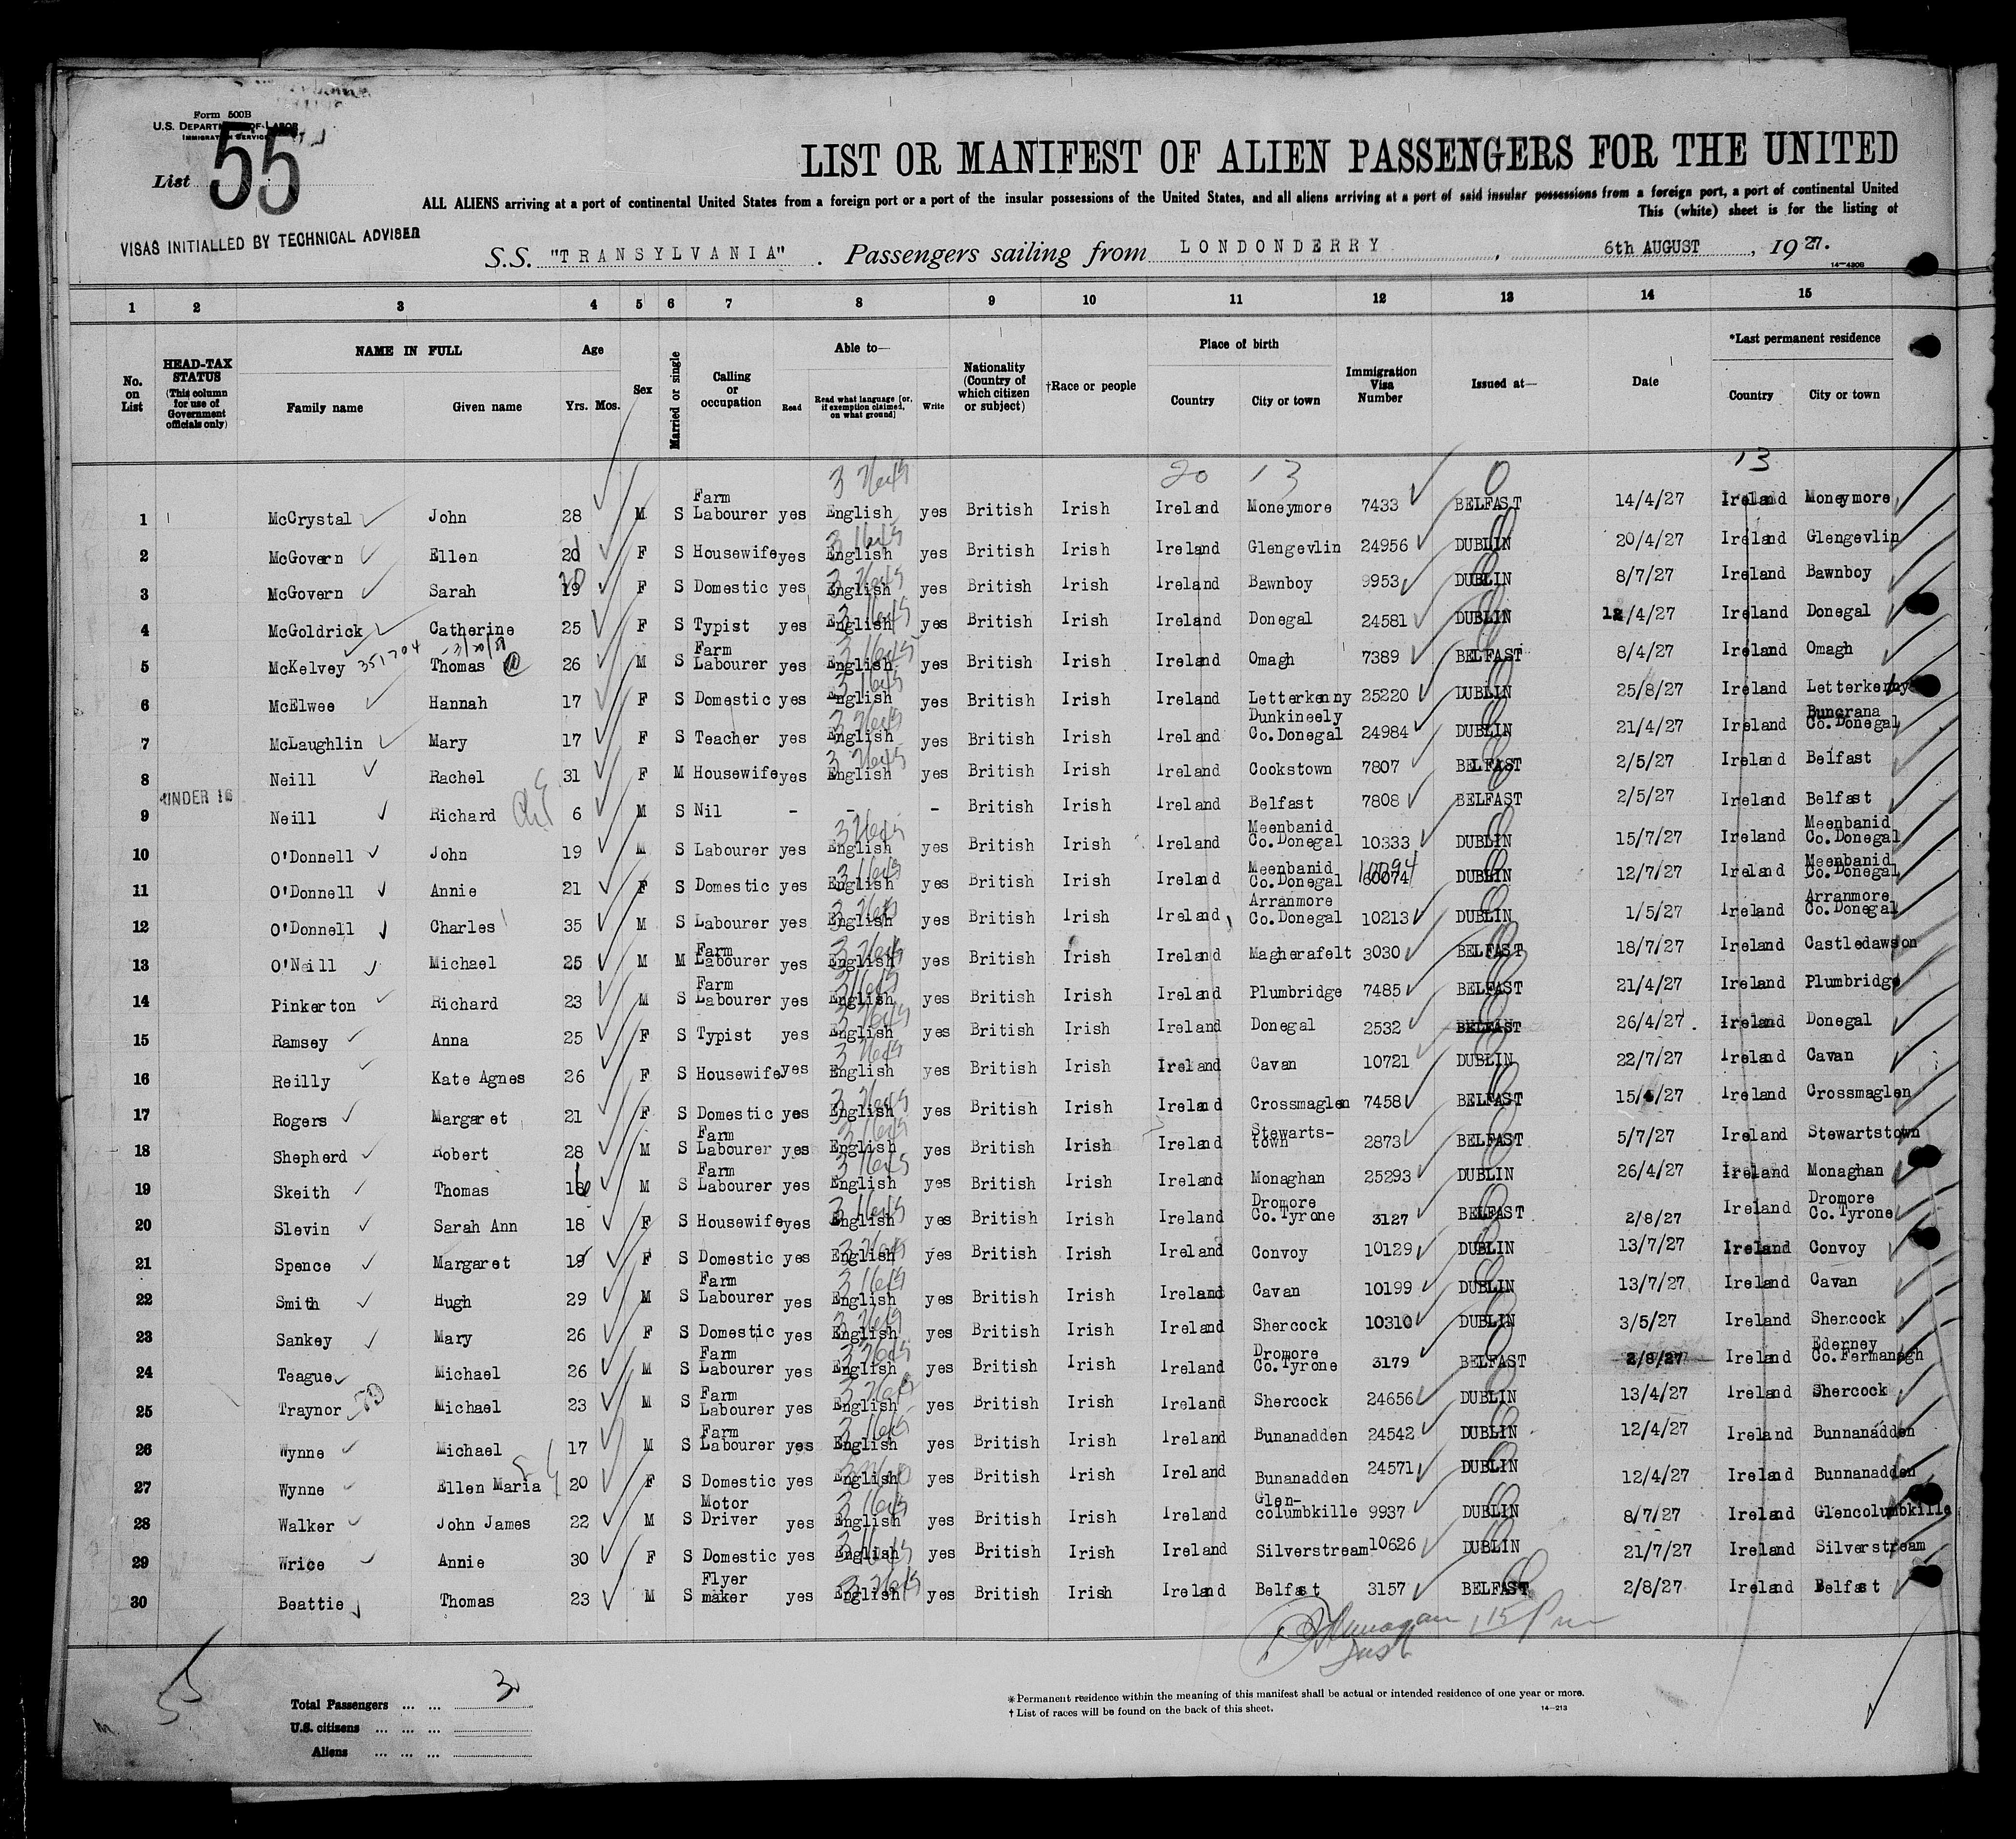 Form 500B
U.S. DEPARTMENT OF LABOR
IMMIGRATION SERVICE
List 55
LIST OR MANIFEST OF ALIEN PASSENGERS FOR THE UNITED
ALL ALIENS arriving at a port of continental United States from a foreign port or a port of the insular possessions of the United States, and all aliens arriving at a port of said insular possessions from a foreign port, a port of continental United
This (white) sheet is for the listing of
VISAS INITIALLED BY TECHNICAL ADVISER
S.S. "TRANSYLVANIA". Passengers sailing from LONDONDERRY, 6th AUGUST, 1927.
14—430B
1 2 3 4 5 6 7 8 9 10 11 12 13 14 15
No. on List
HEAD-TAX STATUS (This column for use of Government officials only)
NAME IN FULL Family name Given name
Age Yrs. Mos.
Sex
Married or single
Calling or occupation
Able to— Read Read what language [or, if exemption claimed, on what ground] Write
Nationality (Country of which citizen or subject)
†Race or people
Place of birth Country City or town
Immigration Visa Number
Issued at—
Date
*Last permanent residence Country City or town
20 13 0 13
1 McCrystal John 28 M S Farm Labourer yes English yes British Irish Ireland Moneymore 7433 BELFAST 14/4/27 Ireland Moneymore
2 McGovern Ellen F S Housewife yes English yes British Irish Ireland Glengevlin 24956 DUBLIN 20/4/27 Ireland Glengevlin
3 McGovern Sarah 19 F S Domestic yes English yes British Irish Ireland Bawnboy 9953 DUBLIN 8/7/27 Ireland Bawnboy
4 McGoldrick Catherine 25 F S Typist yes English yes British Irish Ireland Donegal 24581 DUBLIN 12/4/27 Ireland Donegal
5 McKelvey 351704 Thomas 26 M S Farm Labourer yes English yes British Irish Ireland Omagh 7389 BELFAST 8/4/27 Ireland Omagh
6 McElwee Hannah 17 F S Domestic yes English yes British Irish Ireland Letterkenny 25220 DUBLIN 25/8/27 Ireland Letterkenny
7 McLaughlin Mary 17 F S Teacher yes English yes British Irish Ireland Dunkineely Co.Donegal 24984 DUBLIN 21/4/27 Ireland Buncrana Co.Donegal
8 Neill Rachel 31 F M Housewife yes English yes British Irish Ireland Cookstown 7807 BELFAST 2/5/27 Ireland Belfast
9 UNDER 16 Neill Richard 6 M S Nil - - - British Irish Ireland Belfast 7808 BELFAST 2/5/27 Ireland Belfast
10 O'Donnell John 19 M S Labourer yes English yes British Irish Ireland Meenbanid Co.Donegal 10333 DUBLIN 15/7/27 Ireland Meenbanid Co.Donegal
11 O'Donnell Annie 21 F S Domestic yes English yes British Irish Ireland Meenbanid Co.Donegal 10094 60074 DUBLIN 12/7/27 Ireland Meenbanid Co.Donegal
12 O'Donnell Charles 35 M S Labourer yes English yes British Irish Ireland Arranmore Co.Donegal 10213 DUBLIN 1/5/27 Ireland Arranmore Co.Donegal
13 O'Neill Michael 25 M M Farm Labourer yes English yes British Irish Ireland Magherafelt 3030 BELFAST 18/7/27 Ireland Castledawson
14 Pinkerton Richard 23 M S Farm Labourer yes English yes British Irish Ireland Plumbridge 7485 BELFAST 21/4/27 Ireland Plumbridge
15 Ramsey Anna 25 F S Typist yes English yes British Irish Ireland Donegal 2532 BELFAST 26/4/27. Ireland Donegal
16 Reilly Kate Agnes 26 F S Housewife yes English yes British Irish Ireland Cavan 10721 DUBLIN 22/7/27 Ireland Cavan
17 Rogers Margaret 21 F S Domestic yes English yes British Irish Ireland Crossmaglen 7458 BELFAST 15/4/27 Ireland Crossmaglen
18 Shepherd Robert 28 M S Farm Labourer yes English yes British Irish Ireland Stewarts-town 2873 BELFAST 5/7/27 Ireland Stewartstown
19 Skeith Thomas M S Farm Labourer yes English yes British Irish Ireland Monaghan 25293 DUBLIN 26/4/27 Ireland Monaghan
20 Slevin Sarah Ann 18 F S Housewife yes English yes British Irish Ireland Dromore Co.Tyrone 3127 BELFAST 2/8/27 Ireland Dromore Co.Tyrone
21 Spence Margaret 19 F S Domestic yes English yes British Irish Ireland Convoy 10129 DUBLIN 13/7/27 Ireland Convoy
22 Smith Hugh 29 M S Farm Labourer yes English yes British Irish Ireland Cavan 10199 DUBLIN 13/7/27 Ireland Cavan
23 Sankey Mary 26 F S Domestic yes English yes British Irish Ireland Shercock 10310 DUBLIN 3/5/27 Ireland Shercock
24 Teague Michael 26 M S Farm Labourer yes English yes British Irish Ireland Dromore Co.Tyrone 3179 BELFAST 2/8/27 Ireland Ederney Co.Fermanagh
25 Traynor Michael 23 M S Farm Labourer yes English yes British Irish Ireland Shercock 24656 DUBLIN 13/4/27 Ireland Shercock
26 Wynne Michael 17 M S Farm Labourer yes English yes British Irish Ireland Bunanadden 24542 DUBLIN 12/4/27 Ireland Bunnanadden
27 Wynne Ellen Maria 20 F S Domestic yes English yes British Irish Ireland Bunanadden 24571 DUBLIN 12/4/27 Ireland Bunnanadden
28 Walker John James 22 M S Motor Driver yes English yes British Irish Ireland Glen-columbkille 9937 DUBLIN 8/7/27 Ireland Glencolumbkille
29 Wrice Annie 30 F S Domestic yes English yes British Irish Ireland Silverstream 10626 DUBLIN 21/7/27 Ireland Silverstream
30 Beattie Thomas 23 M S Flyer maker yes English yes British Irish Ireland Belfast 3157 BELFAST 2/8/27 Ireland Belfast
55
Total Passengers ... ... 30
U.S. citizens ... ... ...
Aliens ... ... ...
*Permanent residence within the meaning of this manifest shall be actual or intended residence of one year or more.
† List of races will be found on the back of this sheet.
14—213